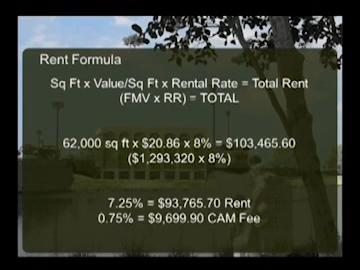 Rent Formula
Sq Ft x Value/Sq Ft x Rental Rate = Total Rent
(FMV x RR) = TOTAL
62,000 sq ft x $20.86 x 8% = $103,465.60
($1,293,320 x 8%)
7.25% = $93,765.70 Rent
0.75% = $9,699.90 CAM Fee